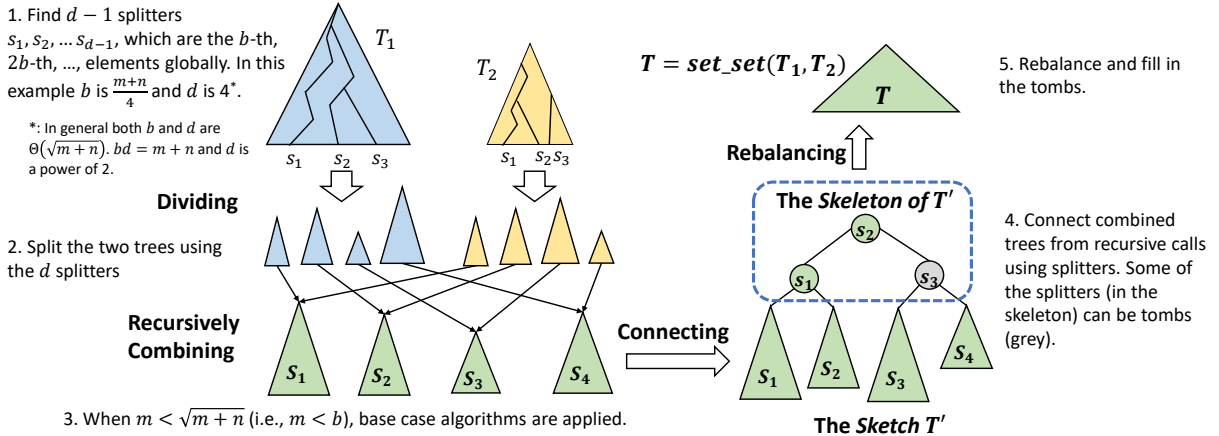 1. Find d − 1 splitters
s₁, s₂, … s_{d−1}, which are the b-th,
2b-th, …, elements globally. In this
example b is (m+n)/4 and d is 4*.
*: In general both b and d are
Θ(√(m + n)). bd = m + n and d is
a power of 2.
T₁
T₂
s₁ s₂ s₃
s₁ s₂ s₃
Dividing
2. Split the two trees using
the d splitters
Recursively
Combining
S₁ S₂ S₃ S₄
3. When m < √(m + n) (i.e., m < b), base case algorithms are applied.
Connecting
T = set_set(T₁, T₂)
T
5. Rebalance and fill in
the tombs.
Rebalancing
The Skeleton of T′
s₂
s₁ s₃
S₁ S₂ S₃ S₄
The Sketch T′
4. Connect combined
trees from recursive calls
using splitters. Some of
the splitters (in the
skeleton) can be tombs
(grey).